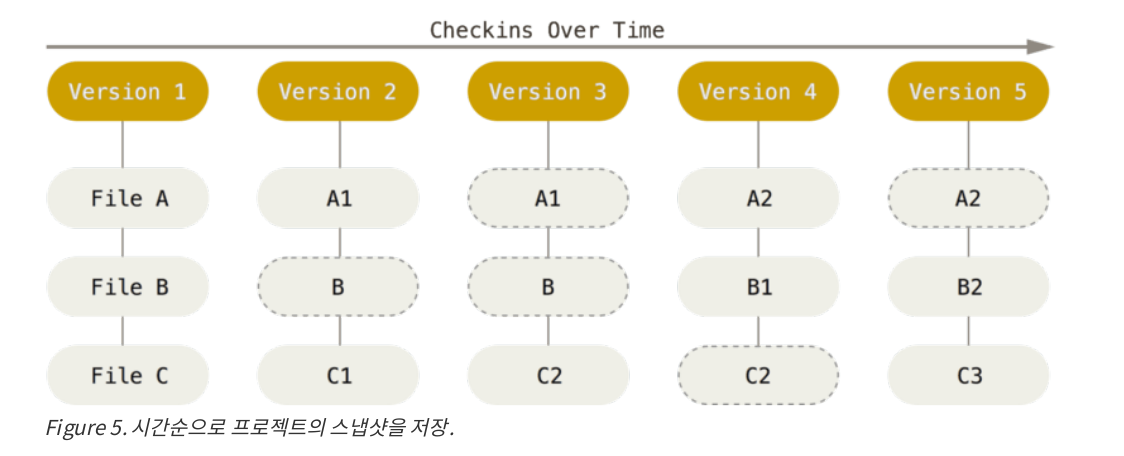 Checkins Over Time
Version 1 Version 2 Version 3 Version 4 Version 5
File A A1 A1 A2 A2
File B B B B1 B2
File C C1 C2 C2 C3
Figure 5. 시간순으로 프로젝트의 스냅샷을 저장.